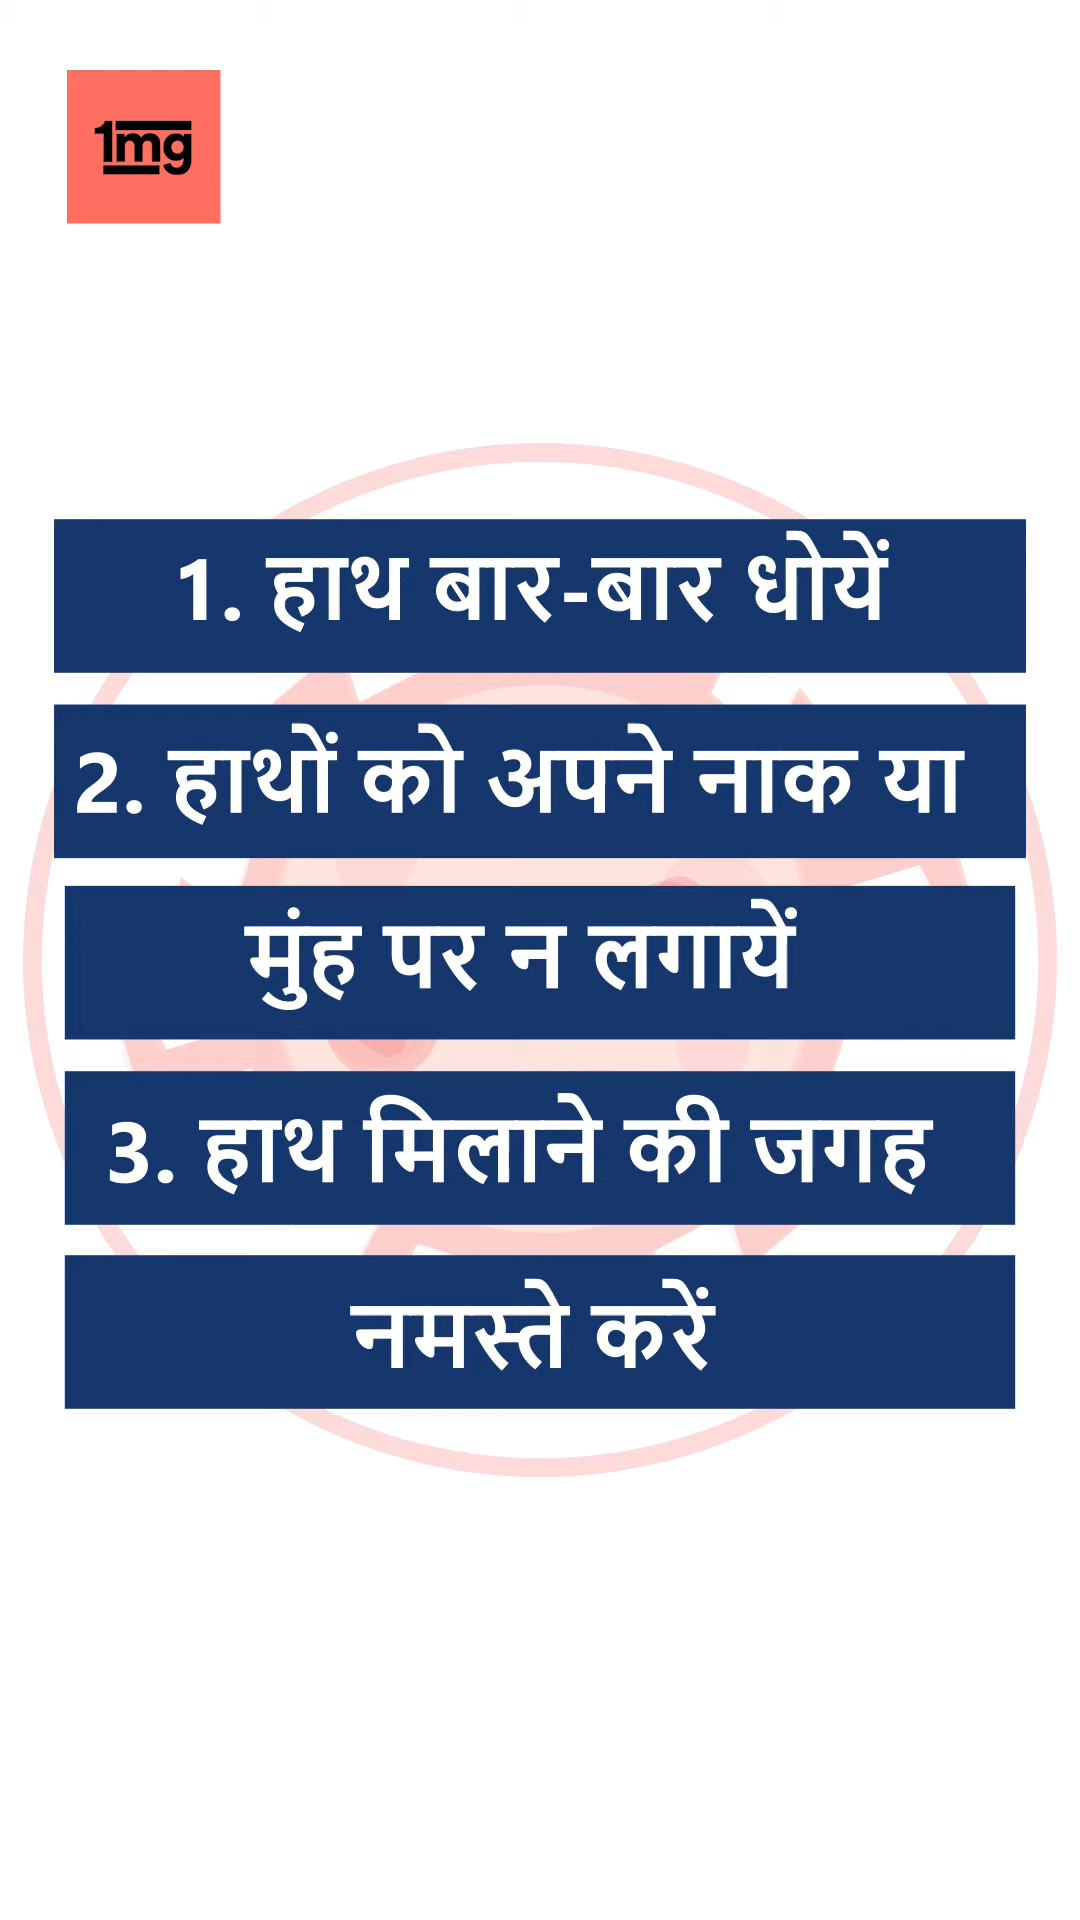 1mg
1. हाथ बार-बार धोयें
2. हाथों को अपने नाक या
मुंह पर न लगायें
3. हाथ मिलाने की जगह
नमस्ते करें